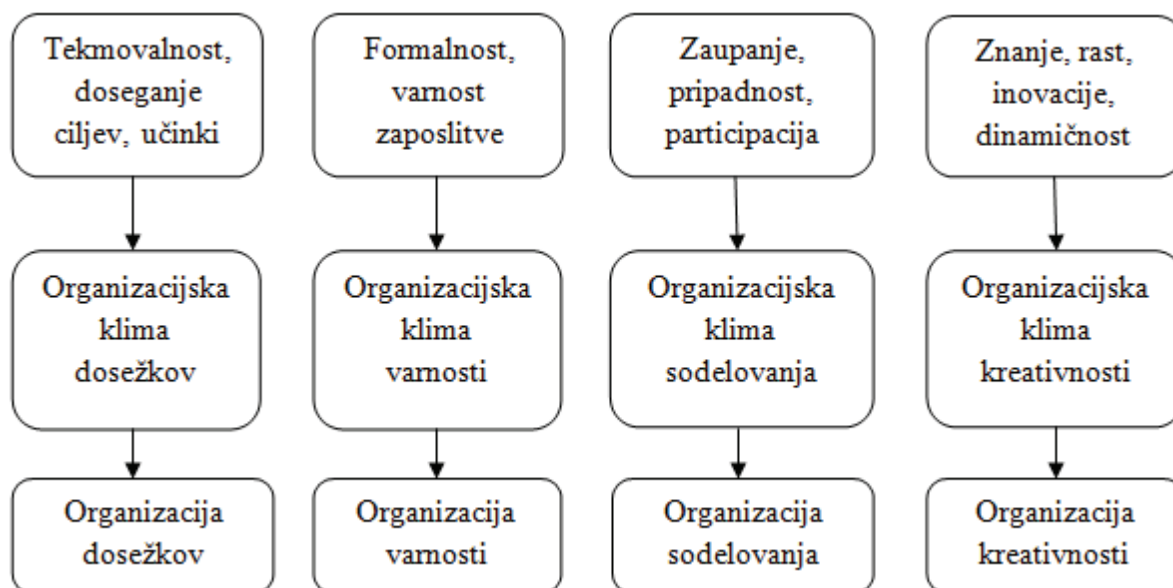 Tekmovalnost,
doseganje
ciljev, učinki
Formalnost,
varnost
zaposlitve
Zaupanje,
pripadnost,
participacija
Znanje, rast,
inovacije,
dinamičnost
Organizacijska
klima
dosežkov
Organizacijska
klima
varnosti
Organizacijska
klima
sodelovanja
Organizacijska
klima
kreativnosti
Organizacija
dosežkov
Organizacija
varnosti
Organizacija
sodelovanja
Organizacija
kreativnosti